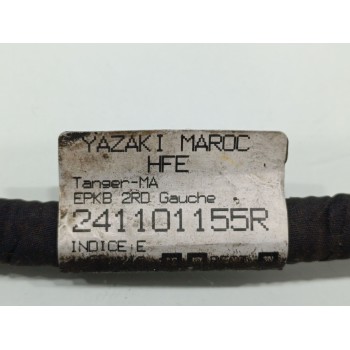 YAZAKI MAROC
HFE
Tanger-MA
EPKB 2RD Gauche
241101155R
INDICE:E